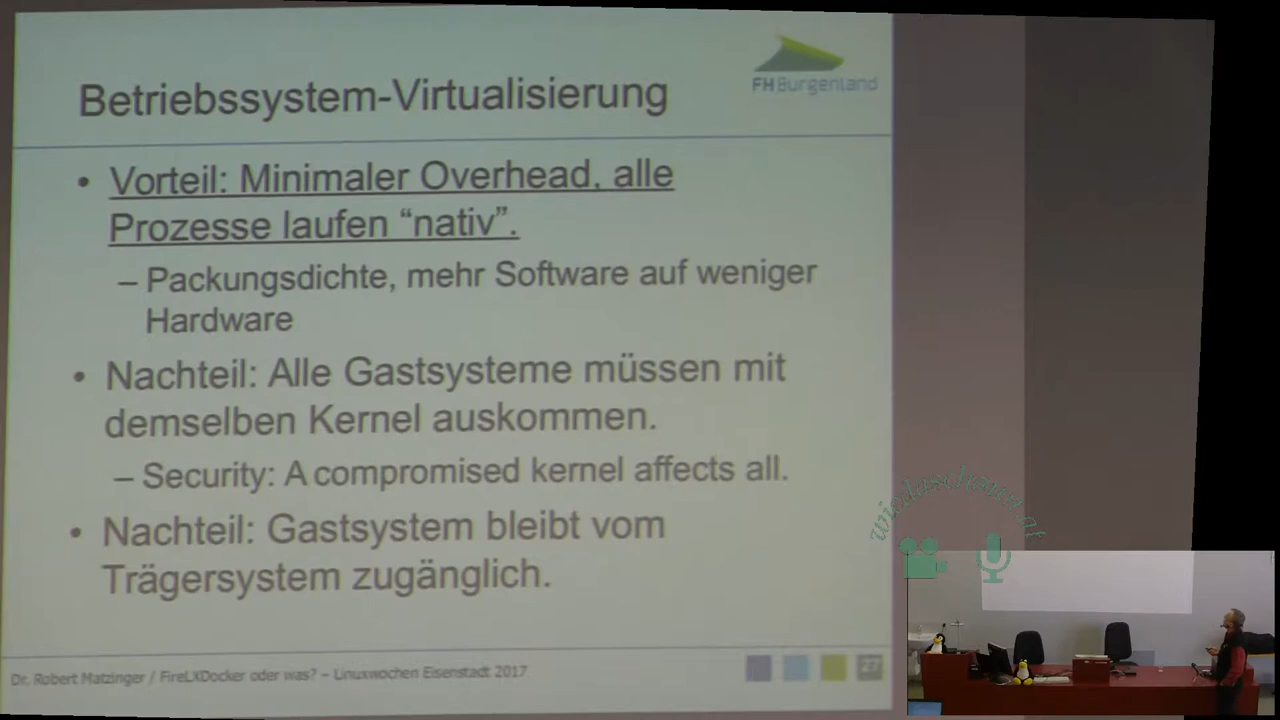 FH Burgenland
Betriebssystem-Virtualisierung
• Vorteil: Minimaler Overhead, alle
Prozesse laufen “nativ”.
– Packungsdichte, mehr Software auf weniger
Hardware
• Nachteil: Alle Gastsysteme müssen mit
demselben Kernel auskommen.
– Security: A compromised kernel affects all.
• Nachteil: Gastsystem bleibt vom
Trägersystem zugänglich.
Dr. Robert Matzinger / FireLXDocker oder was? – Linuxwochen Eisenstadt 2017
27